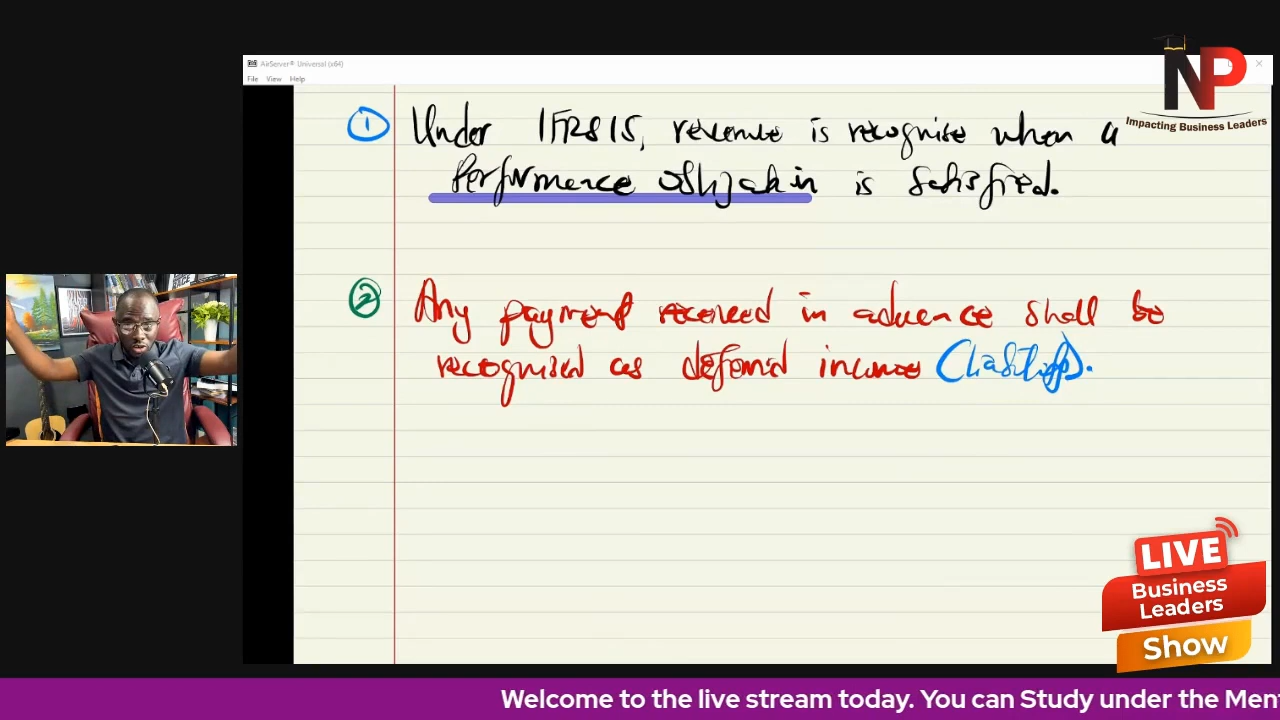 AirServer® Universal (x64)
File View Help
NP
Impacting Business Leaders
① Under IFRS 15, revenue is recognise when a
Performance obligation is satisfied.
② Any payment received in advance shall be
recognised as deferred income (Liability).
LIVE
Business
Leaders
Show
Welcome to the live stream today. You can Study under the Men